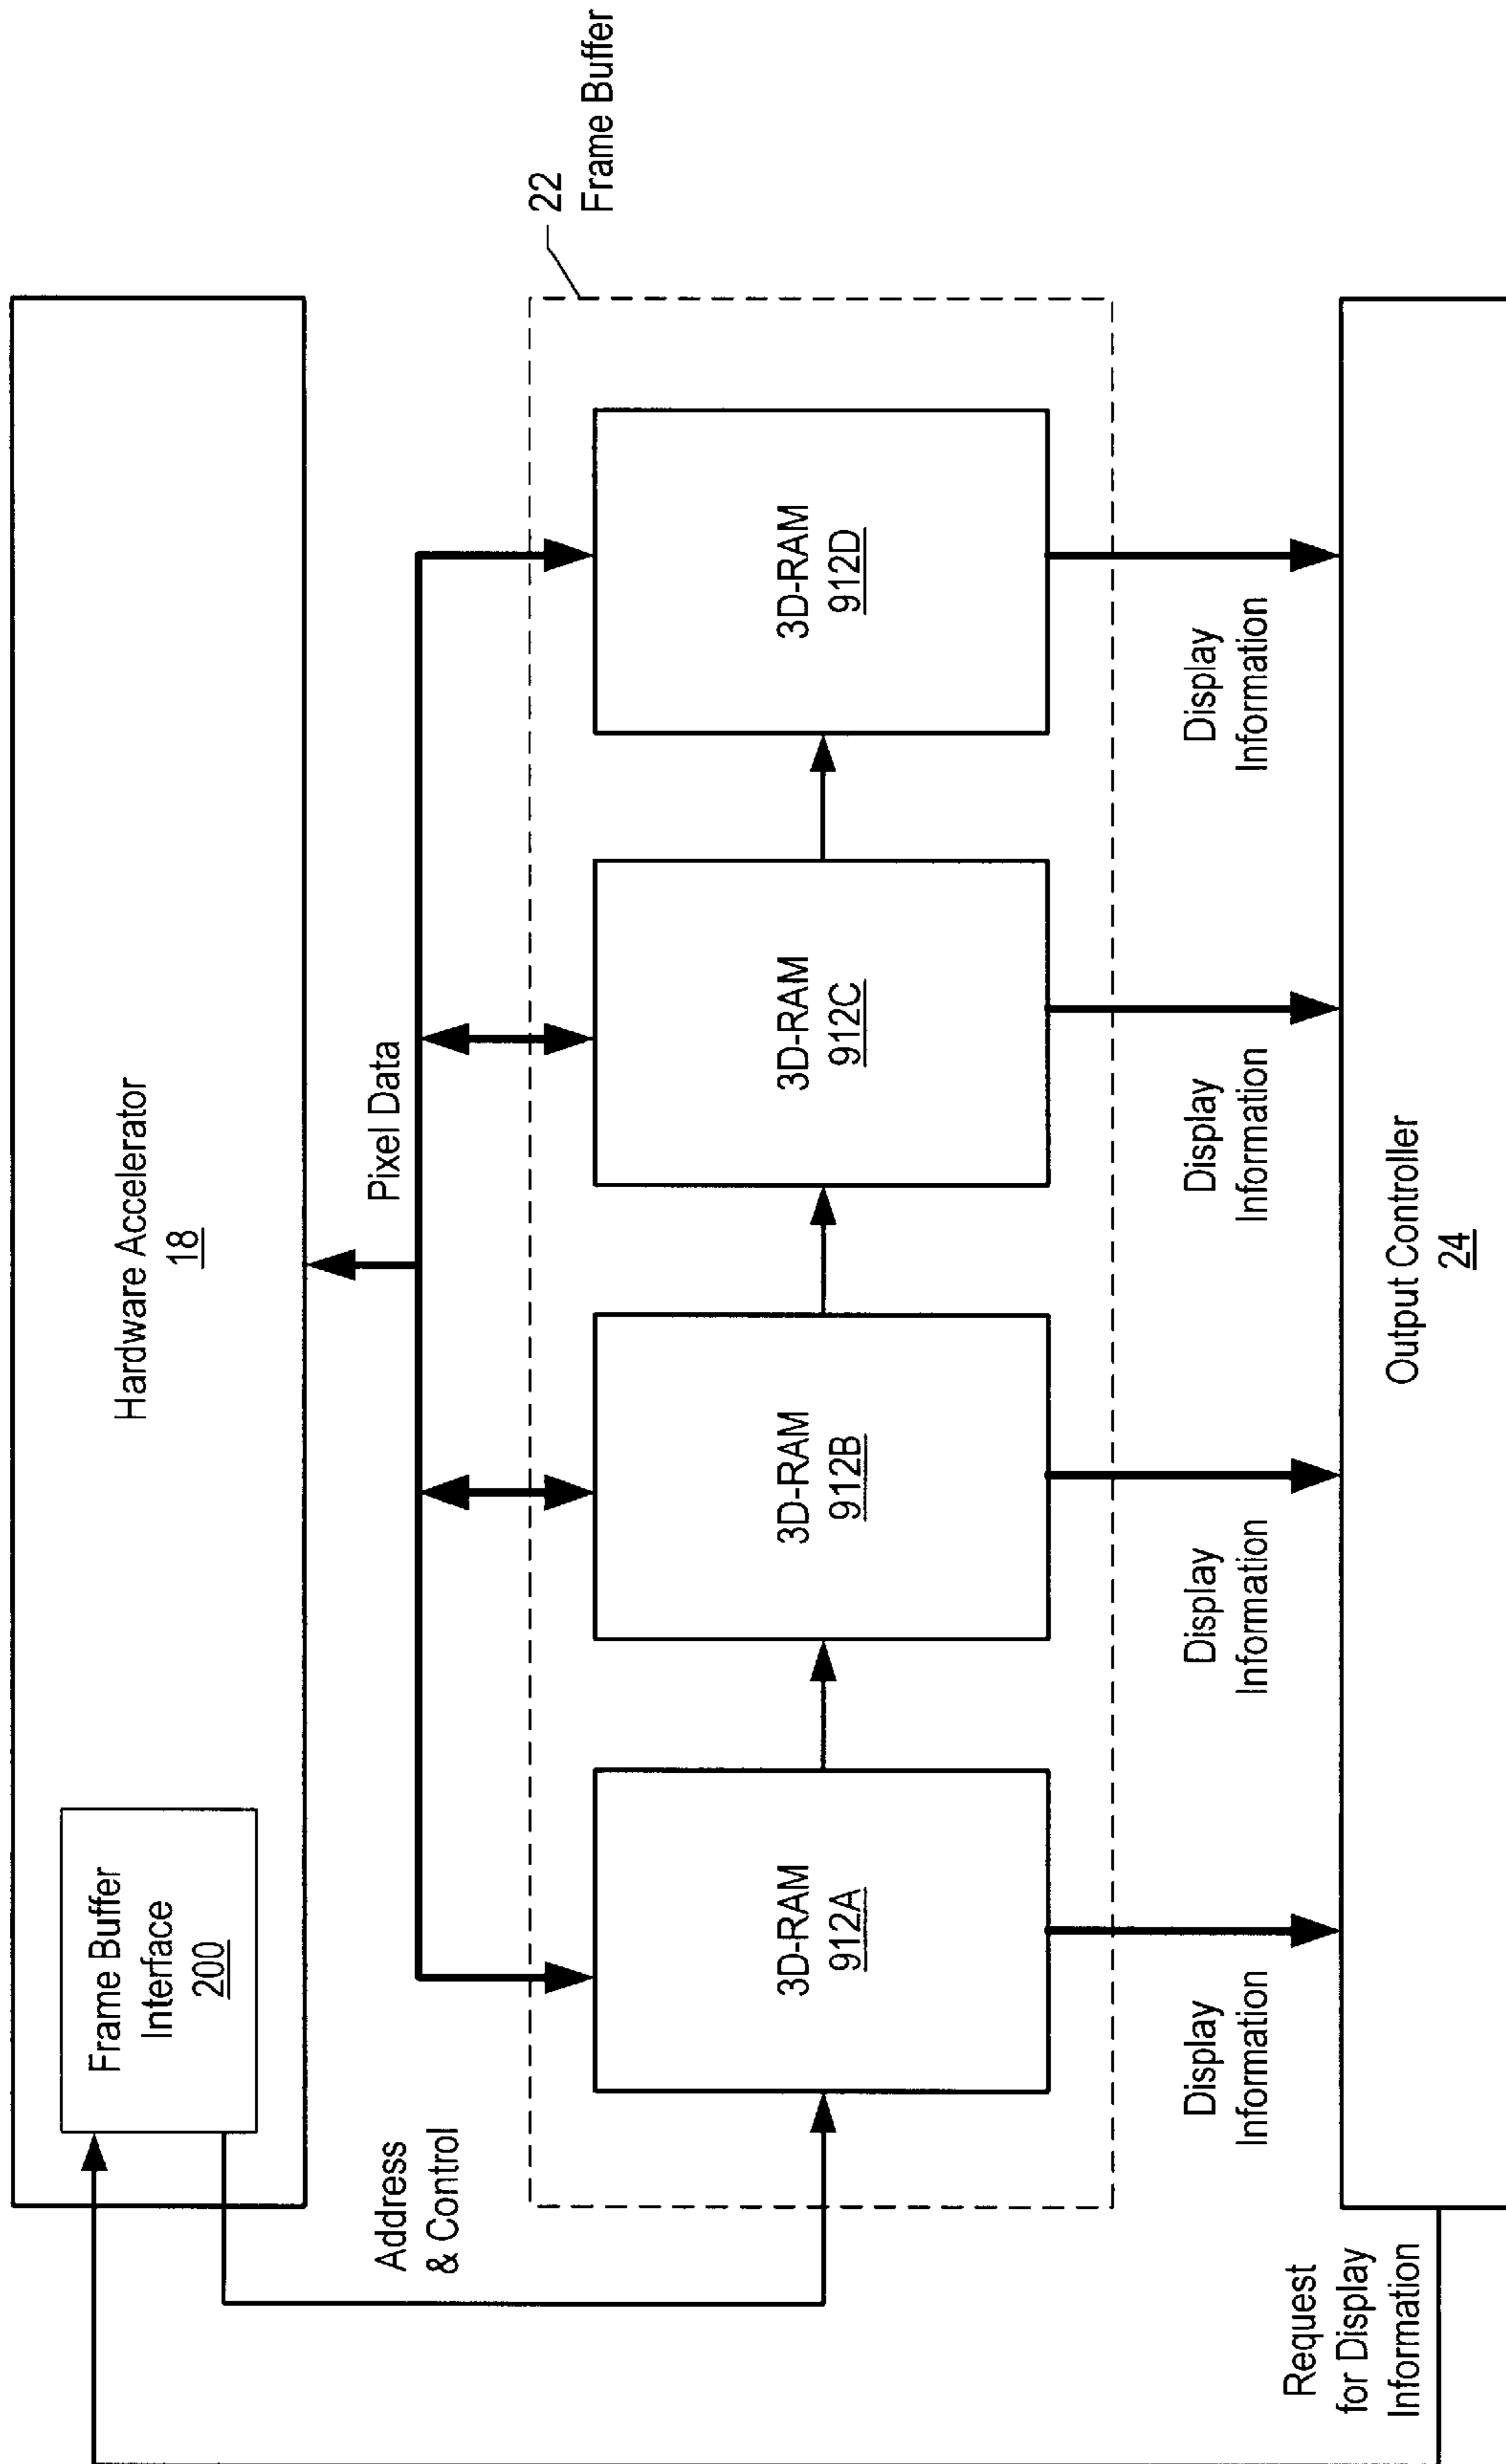 Hardware Accelerator
18
Frame Buffer
Interface
200
Address
& Control
Pixel Data
22
Frame Buffer
3D-RAM
912A
3D-RAM
912B
3D-RAM
912C
3D-RAM
912D
Display
Information
Display
Information
Display
Information
Display
Information
Request
for Display
Information
Output Controller
24